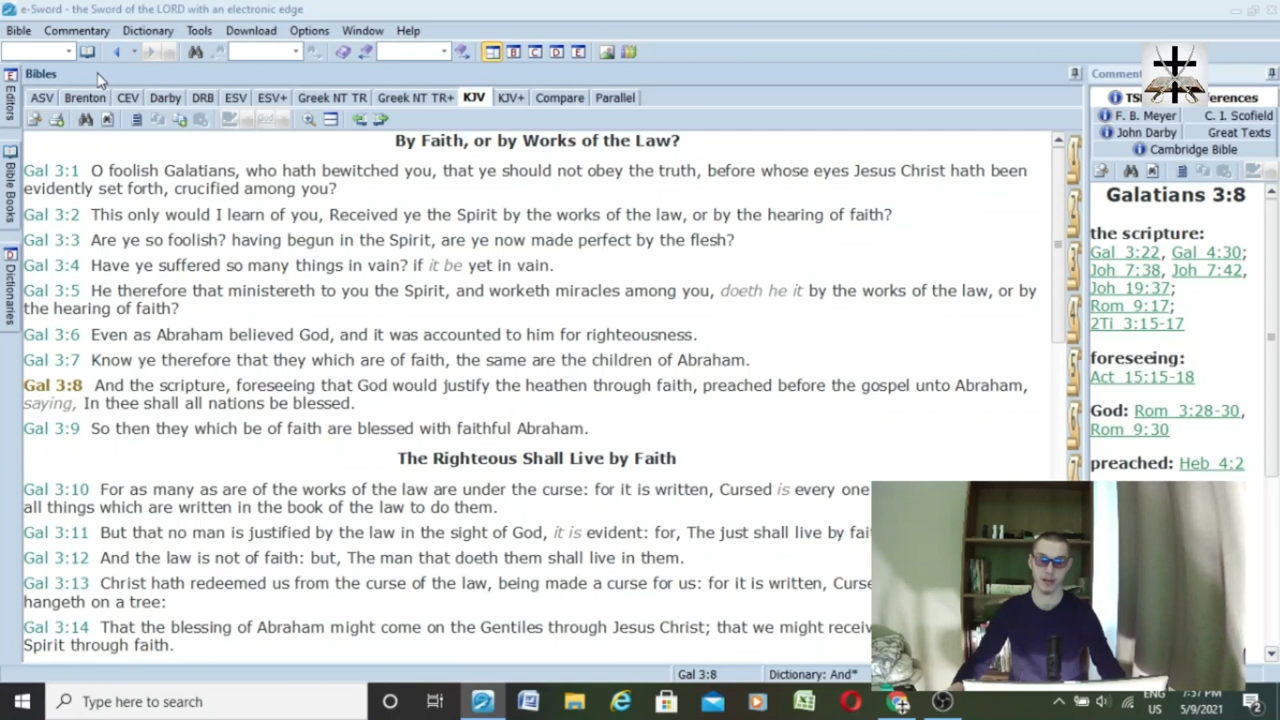 e-Sword - the Sword of the LORD with an electronic edge
Bible Commentary Dictionary Tools Download Options Window Help
B C D E
Bibles
ASV Brenton CEV Darby DRB ESV ESV+ Greek NT TR Greek NT TR+ KJV KJV+ Compare Parallel
Editors
Bible Books
Dictionaries
By Faith, or by Works of the Law?
Gal 3:1 O foolish Galatians, who hath bewitched you, that ye should not obey the truth, before whose eyes Jesus Christ hath been
evidently set forth, crucified among you?
Gal 3:2 This only would I learn of you, Received ye the Spirit by the works of the law, or by the hearing of faith?
Gal 3:3 Are ye so foolish? having begun in the Spirit, are ye now made perfect by the flesh?
Gal 3:4 Have ye suffered so many things in vain? if it be yet in vain.
Gal 3:5 He therefore that ministereth to you the Spirit, and worketh miracles among you, doeth he it by the works of the law, or by
the hearing of faith?
Gal 3:6 Even as Abraham believed God, and it was accounted to him for righteousness.
Gal 3:7 Know ye therefore that they which are of faith, the same are the children of Abraham.
Gal 3:8 And the scripture, foreseeing that God would justify the heathen through faith, preached before the gospel unto Abraham,
saying, In thee shall all nations be blessed.
Gal 3:9 So then they which be of faith are blessed with faithful Abraham.
The Righteous Shall Live by Faith
Gal 3:10 For as many as are of the works of the law are under the curse: for it is written, Cursed is every one
all things which are written in the book of the law to do them.
Gal 3:11 But that no man is justified by the law in the sight of God, it is evident: for, The just shall live by
Gal 3:12 And the law is not of faith: but, The man that doeth them shall live in them.
Gal 3:13 Christ hath redeemed us from the curse of the law, being made a curse for us: for it is written,
hangeth on a tree:
Gal 3:14 That the blessing of Abraham might come on the Gentiles through Jesus Christ; that we might
Spirit through faith.
1
2
3
4
5
6
7
F. B. Meyer C. I. Scofield
John Darby Great Texts
Cambridge Bible
Galatians 3:8
the scripture:
Gal 3:22, Gal 4:30;
Joh 7:38, Joh 7:42,
Joh 19:37;
Rom 9:17;
2Ti 3:15-17
foreseeing:
Act 15:15-18
God: Rom 3:28-30,
Rom 9:30
preached: Heb 4:2
Gal 3:8 Dictionary: And*
Type here to search
ENG
US
7:37 PM
5/9/2021
2